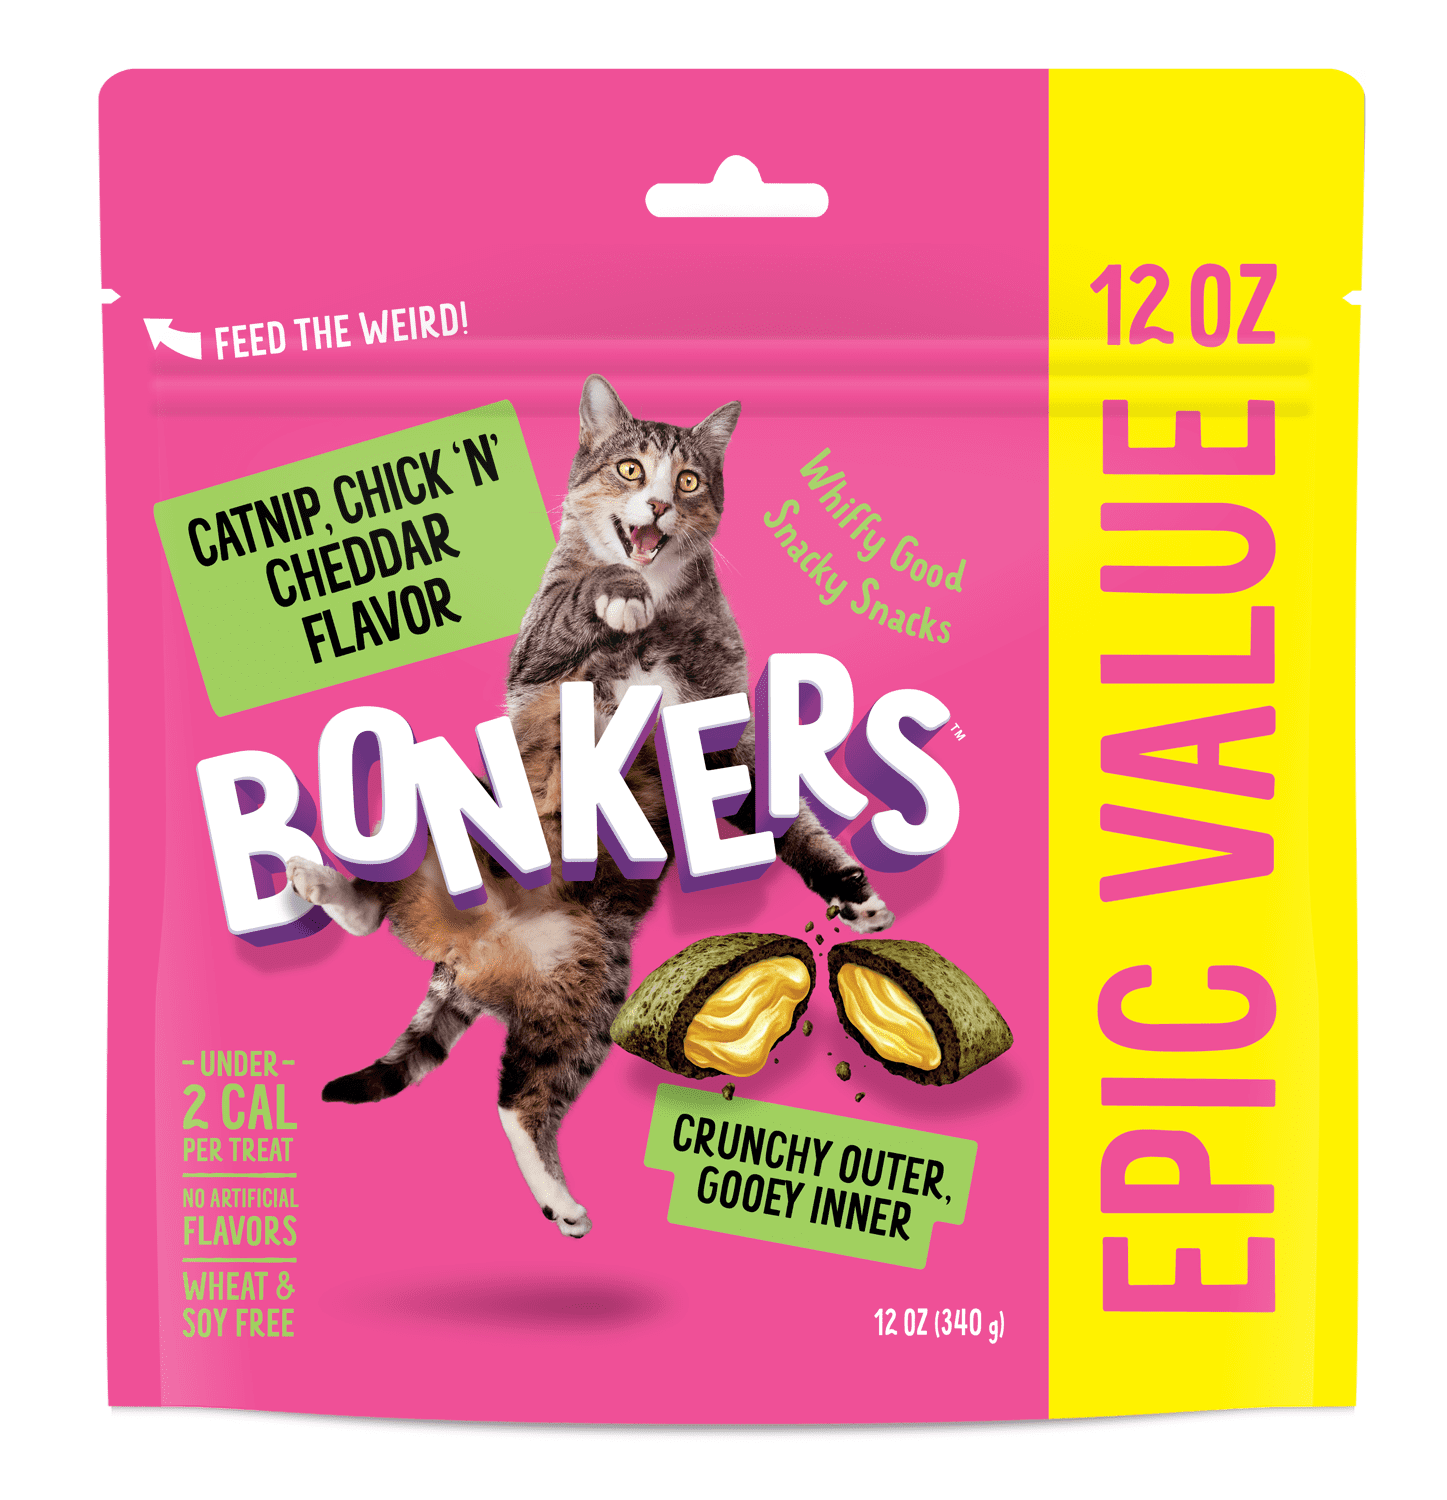 FEED THE WEIRD!
CATNIP, CHICK 'N'
CHEDDAR
FLAVOR
Whiffy Good
Snacky Snacks
BONKERS™
- UNDER -
2 CAL
PER TREAT
NO ARTIFICIAL
FLAVORS
WHEAT &
SOY FREE
CRUNCHY OUTER,
GOOEY INNER
12 OZ (340 g)
12 OZ
EPIC VALUE